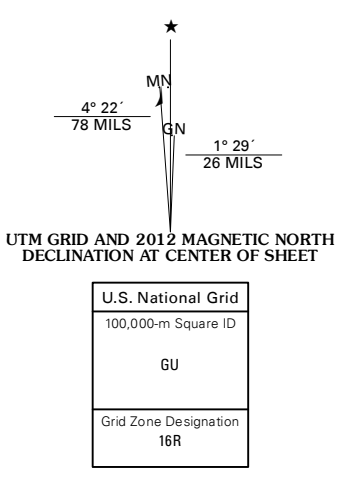 ★
MN
GN
4° 22´
78 MILS
1° 29´
26 MILS
UTM GRID AND 2012 MAGNETIC NORTH
DECLINATION AT CENTER OF SHEET
U.S. National Grid
100,000-m Square ID
GU
Grid Zone Designation
16R